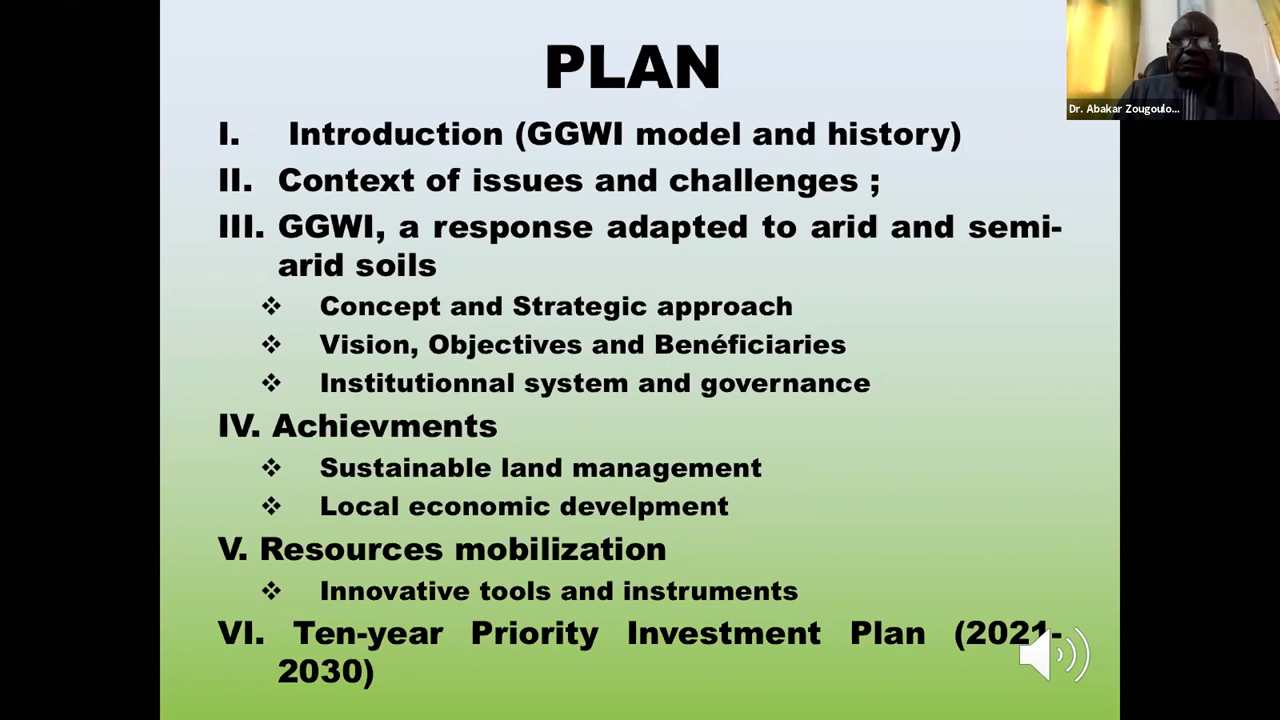 PLAN
Dr. Abakar Zougoulo...
I. Introduction (GGWI model and history)
II. Context of issues and challenges ;
III. GGWI, a response adapted to arid and semi-
arid soils
❖ Concept and Strategic approach
❖ Vision, Objectives and Benéficiaries
❖ Institutionnal system and governance
IV. Achievments
❖ Sustainable land management
❖ Local economic develpment
V. Resources mobilization
❖ Innovative tools and instruments
VI. Ten-year Priority Investment Plan (2021-
2030)